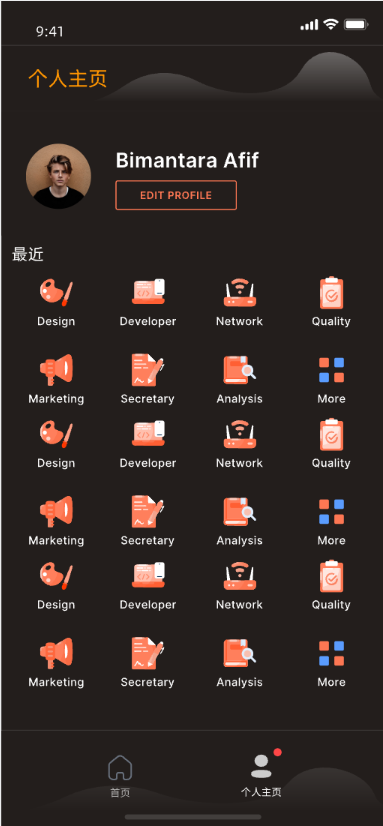 9:41
个人主页
Bimantara Afif
EDIT PROFILE
最近
Design Developer Network Quality
Marketing Secretary Analysis More
Design Developer Network Quality
Marketing Secretary Analysis More
Design Developer Network Quality
Marketing Secretary Analysis More
首页 个人主页